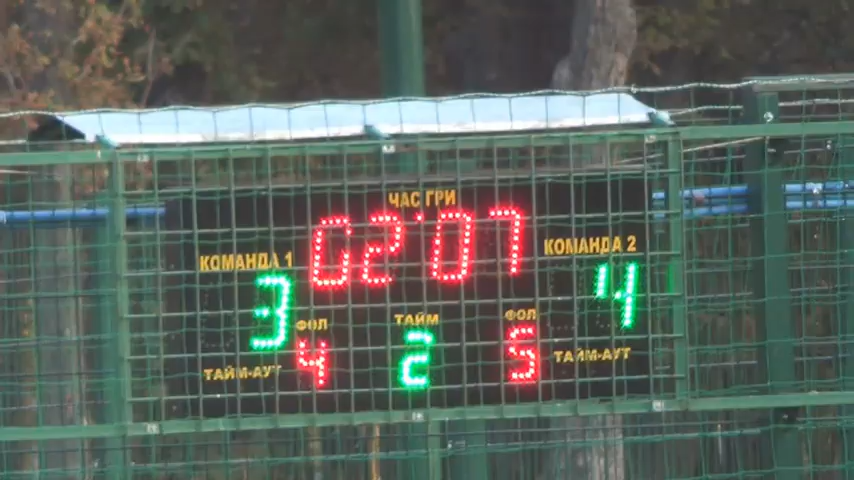 ЧАС ГРИ
02:07
КОМАНДА 1
КОМАНДА 2
3
4
ФОЛ
ТАЙМ
ФОЛ
4
2
5
ТАЙМ-АУТ
ТАЙМ-АУТ